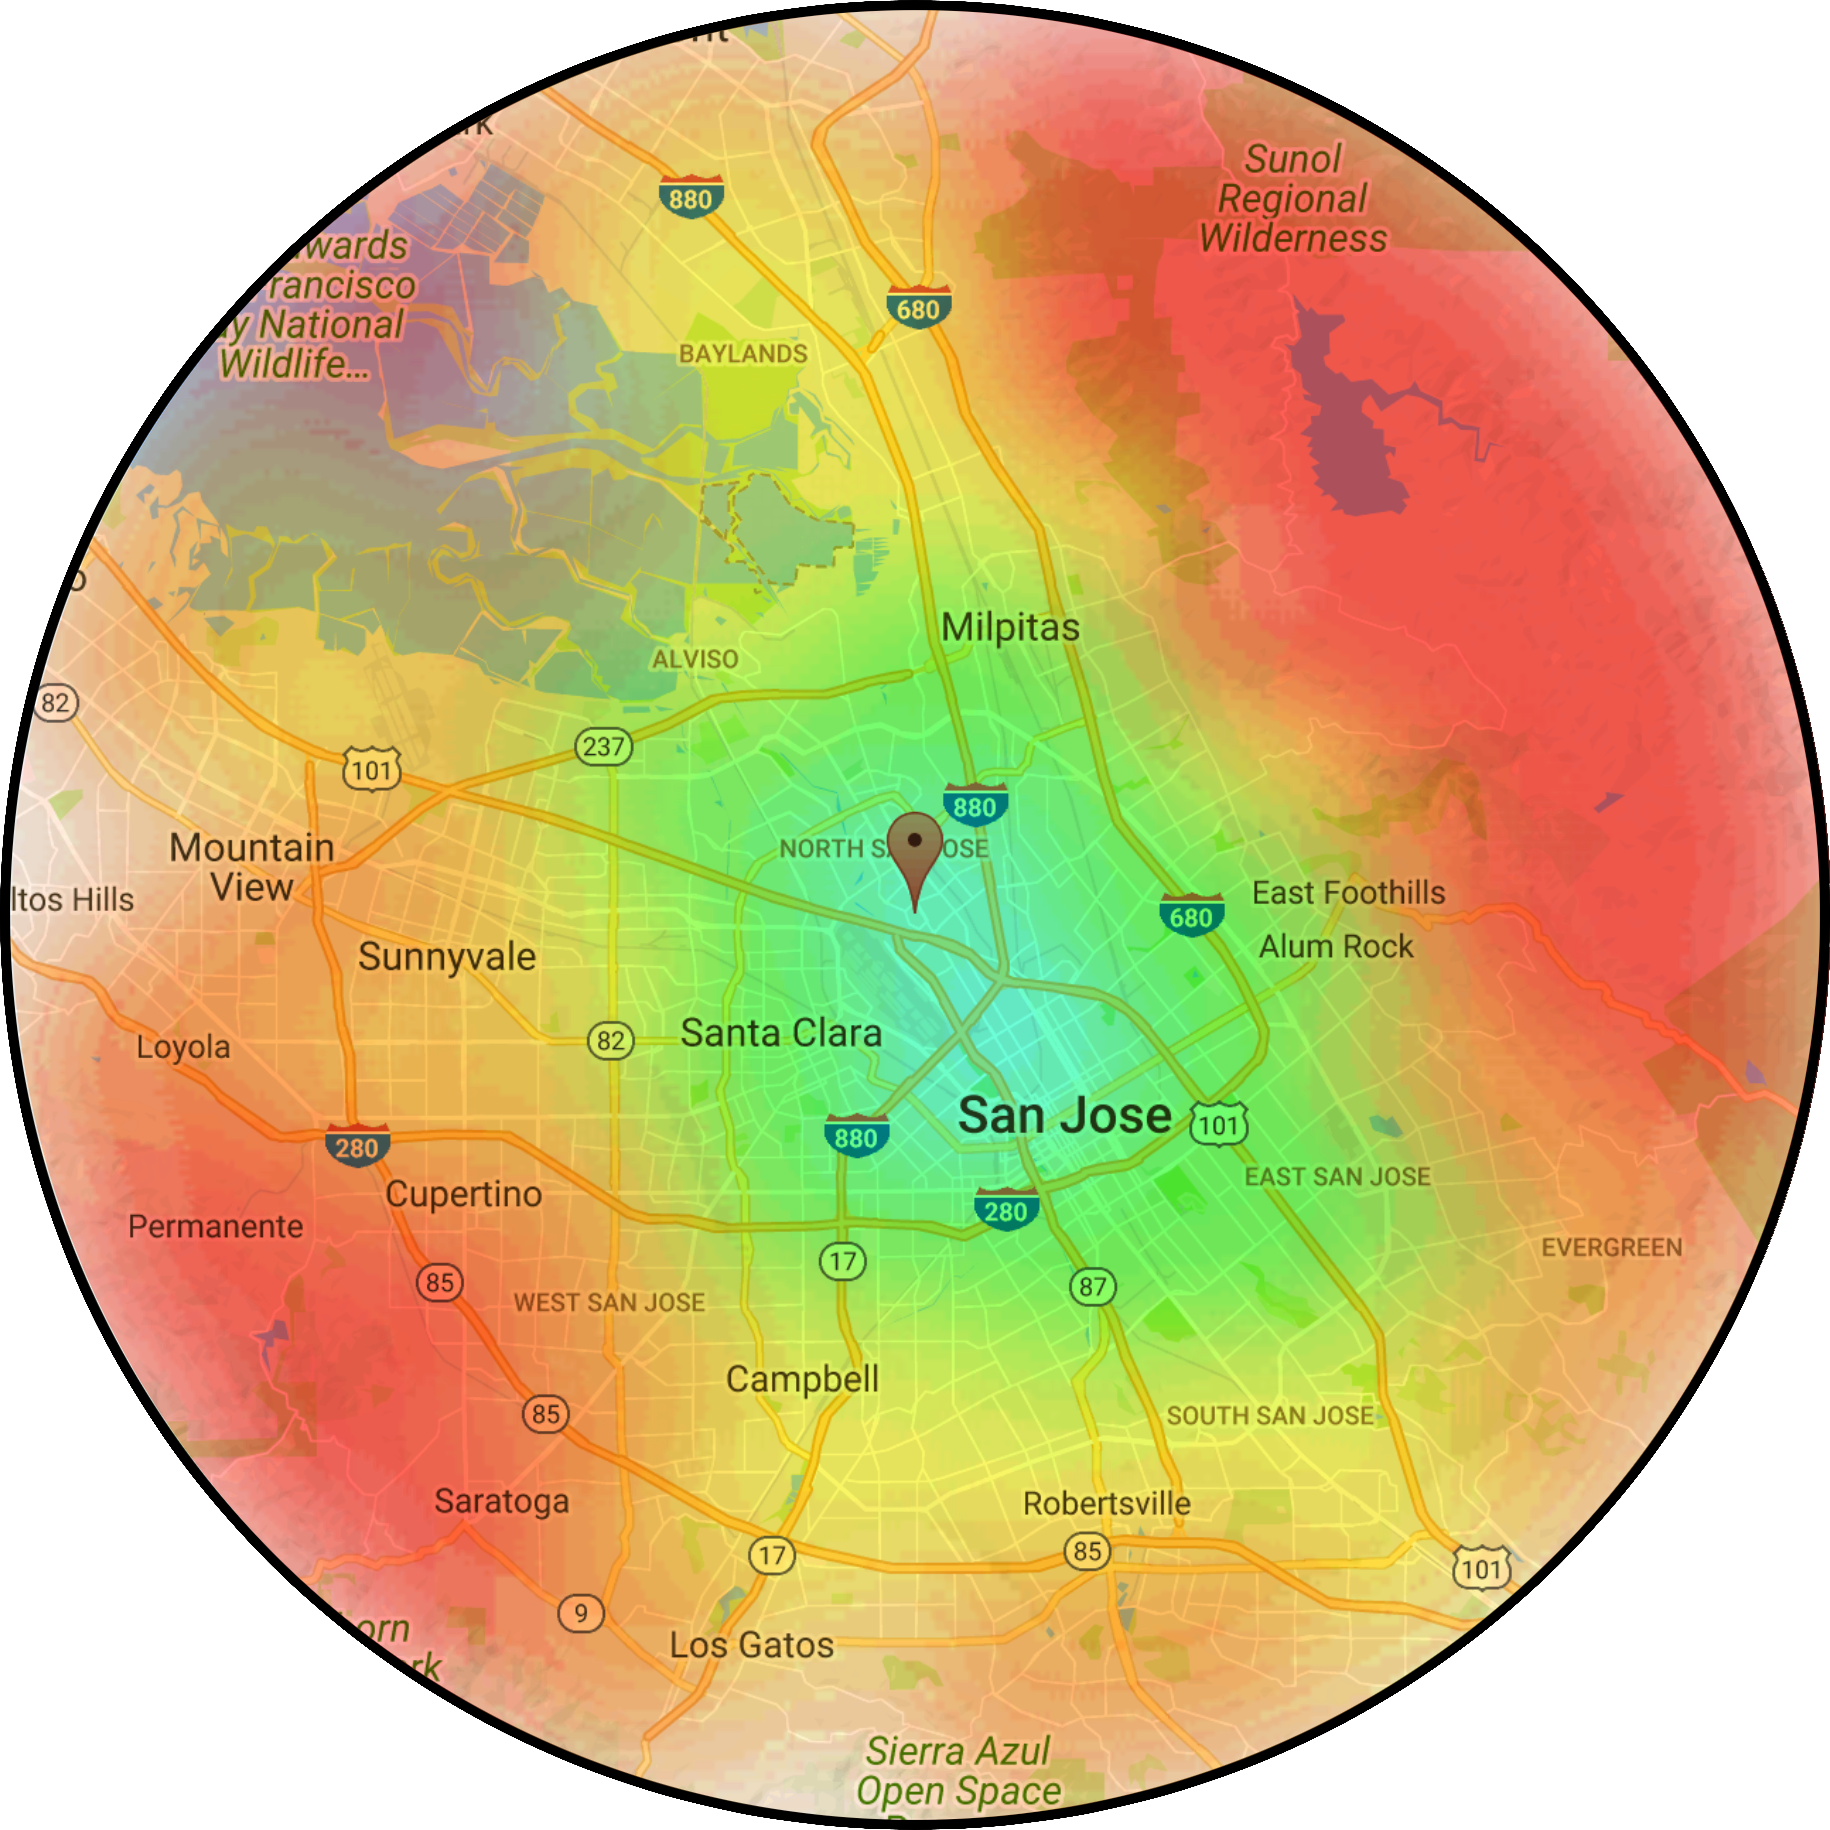 880
Sunol
Regional
Wilderness
wards
rancisco
y National
Wildlife...
680
BAYLANDS
Milpitas
ALVISO
82
237
101
880
NORTH S
OSE
Mountain
View
ltos Hills
East Foothills
680
Alum Rock
Sunnyvale
Santa Clara
82
Loyola
San Jose
101
880
280
EAST SAN JOSE
Cupertino
280
Permanente
EVERGREEN
17
85
87
WEST SAN JOSE
Campbell
85
SOUTH SAN JOSE
Saratoga
Robertsville
17
85
101
9
orn
rk
Los Gatos
Sierra Azul
Open Space